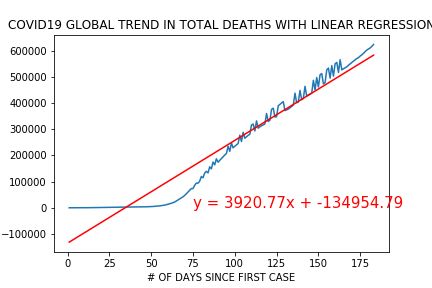 COVID19 GLOBAL TREND IN TOTAL DEATHS WITH LINEAR REGRESSION
600000
500000
400000
300000
200000
100000
0
−100000
y = 3920.77x + -134954.79
0 25 50 75 100 125 150 175
# OF DAYS SINCE FIRST CASE